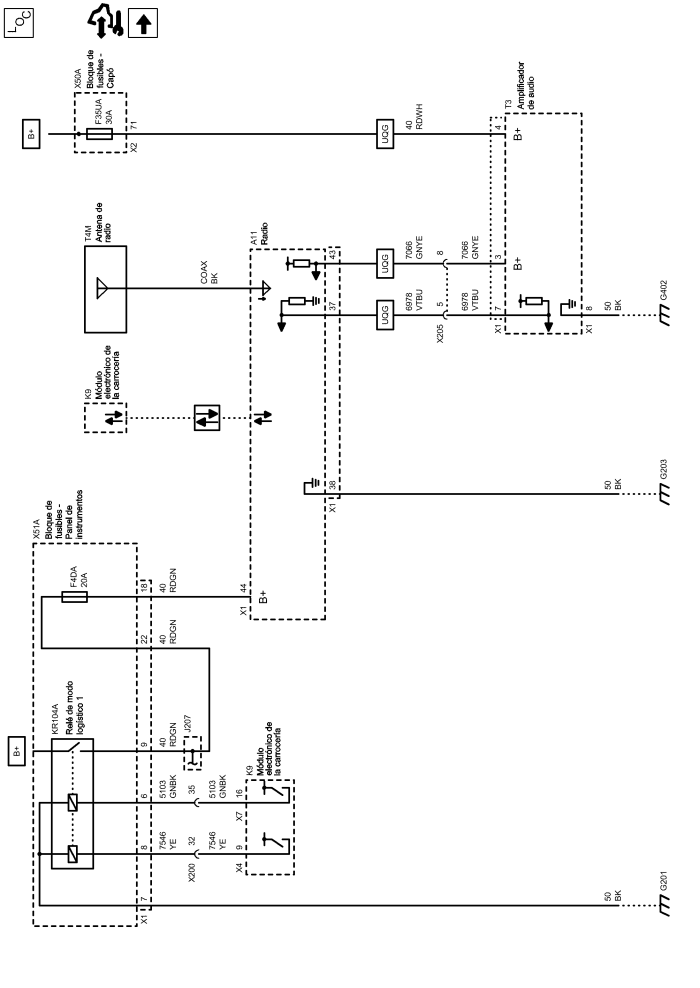 LOC
B+
X50A
Bloque de
fusibles -
Capó
F35UA
30A
X2
71
UQG
40
RDWH
T3
Amplificador
de audio
4
B+
T4M
Antena de
radio
COAX
BK
A11
Radio
43
UQG
7066
GNYE
8
7066
GNYE
3
B+
37
UQG
6978
VTBU
5
X205
6978
VTBU
7
X1
X1
8
50
BK
G402
K9
Módulo
electrónico de
la carrocería
X1
38
50
BK
G203
X51A
Bloque de
fusibles -
Panel de
instrumentos
F4DA
20A
18
40
RDGN
X1
44
B+
22
40
RDGN
B+
KR104A
Relé de modo
logístico 1
9
40
RDGN
J207
6
5103
GNBK
35
5103
GNBK
X7
16
K9
Módulo
electrónico de
la carrocería
8
7546
YE
X200
32
7546
YE
X4
9
X1
7
50
BK
G201